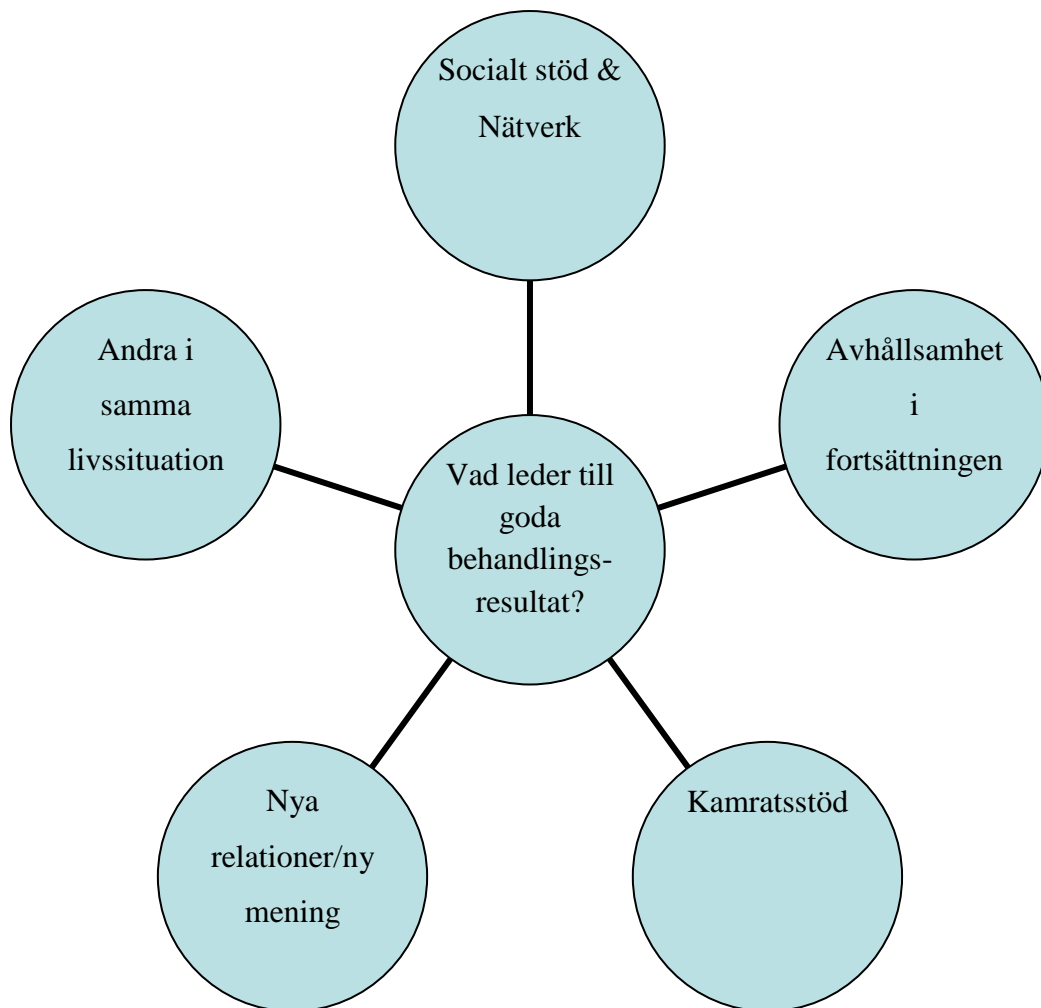 Socialt stöd &
Nätverk
Andra i
samma
livssituation
Avhållsamhet
i
fortsättningen
Vad leder till
goda
behandlings-
resultat?
Nya
relationer/ny
mening
Kamratsstöd